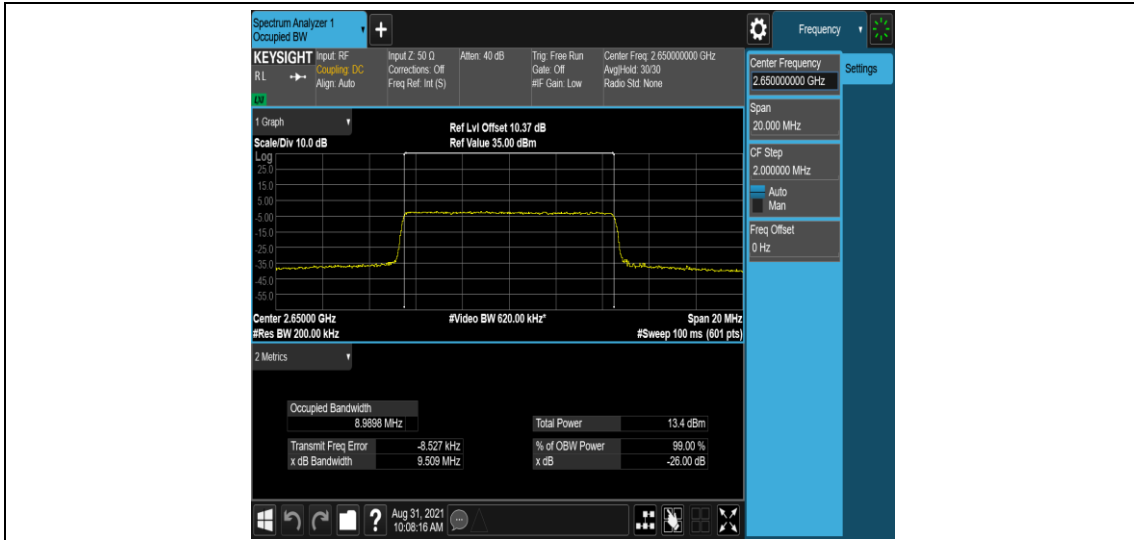 Spectrum Analyzer 1
Occupied BW
Frequency
KEYSIGHT
RL
Input: RF
Coupling: DC
Align: Auto
Input Z: 50 Ω
Corrections: Off
Freq Ref: Int (S)
Atten: 40 dB
Trig: Free Run
Gate: Off
#IF Gain: Low
Center Freq: 2.650000000 GHz
Avg|Hold: 30/30
Radio Std: None
Center Frequency
2.650000000 GHz
Settings
Span
20.000 MHz
CF Step
2.000000 MHz
Auto
Man
Freq Offset
0 Hz
1 Graph
Scale/Div 10.0 dB
Ref Lvl Offset 10.37 dB
Ref Value 35.00 dBm
Log
25.0
15.0
5.00
-5.00
-15.0
-25.0
-35.0
-45.0
-55.0
Center 2.65000 GHz
#Video BW 620.00 kHz*
Span 20 MHz
#Res BW 200.00 kHz
#Sweep 100 ms (601 pts)
2 Metrics
Occupied Bandwidth
8.9898 MHz
Total Power 13.4 dBm
Transmit Freq Error -8.527 kHz
% of OBW Power 99.00 %
x dB Bandwidth 9.509 MHz
x dB -26.00 dB
?
Aug 31, 2021
10:08:16 AM